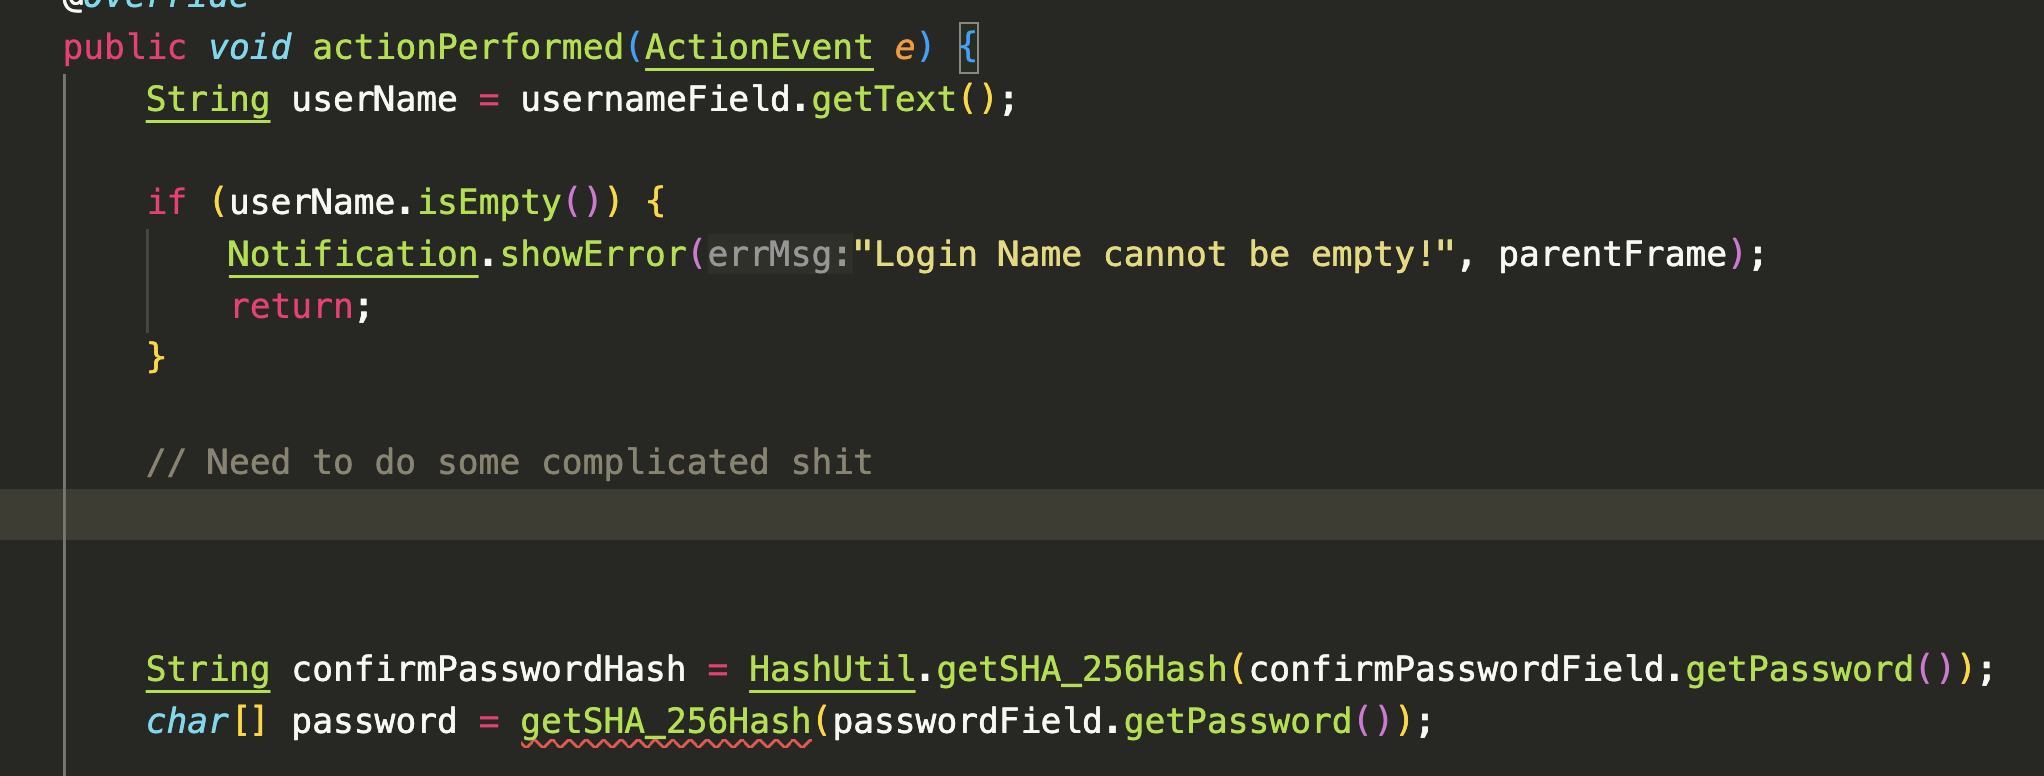 @Override
public void actionPerformed(ActionEvent e) {
String userName = usernameField.getText();
if (userName.isEmpty()) {
Notification.showError(errMsg:"Login Name cannot be empty!", parentFrame);
return;
}
// Need to do some complicated shit
String confirmPasswordHash = HashUtil.getSHA_256Hash(confirmPasswordField.getPassword());
char[] password = getSHA_256Hash(passwordField.getPassword());